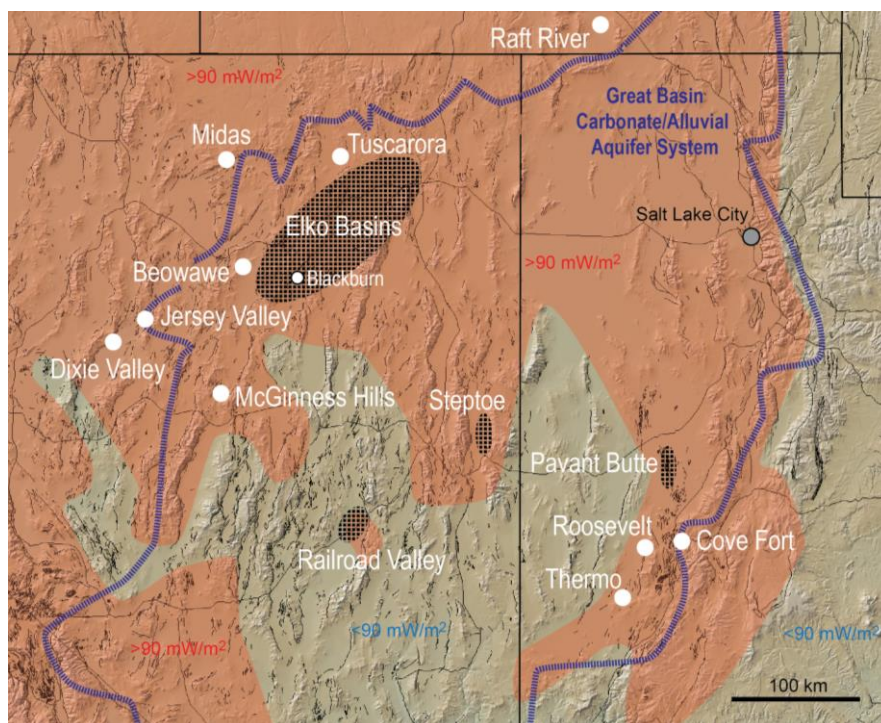 Raft River
>90 mW/m²
Great Basin
Carbonate/Alluvial
Aquifer System
Midas
Tuscarora
Elko Basins
Salt Lake City
Beowawe
Blackburn
>90 mW/m²
Jersey Valley
Dixie Valley
McGinness Hills
Steptoe
Pavant Butte
Roosevelt
Cove Fort
Railroad Valley
Thermo
>90 mW/m²
<90 mW/m²
<90 mW/m²
100 km